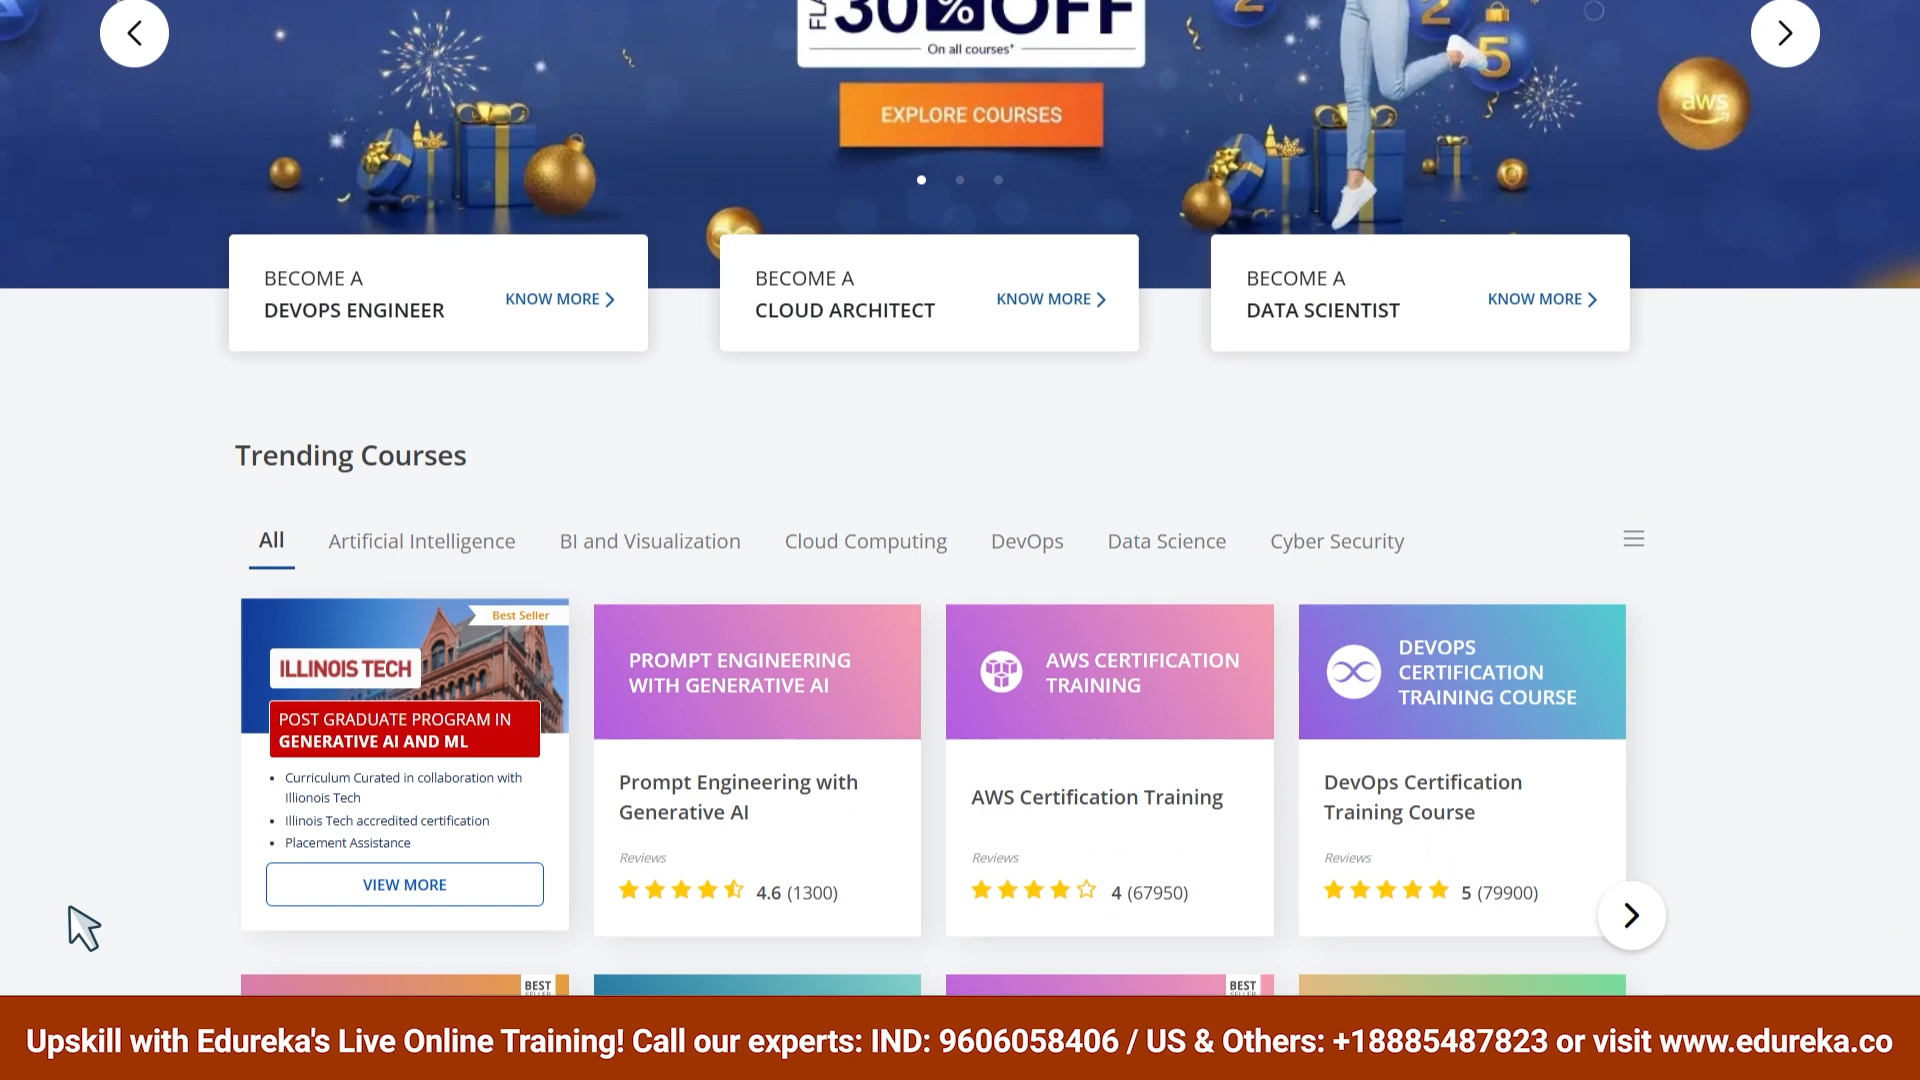 30% OFF
On all courses*
EXPLORE COURSES
2
2
5
aws
BECOME A
DEVOPS ENGINEER
KNOW MORE
BECOME A
CLOUD ARCHITECT
KNOW MORE
BECOME A
DATA SCIENTIST
KNOW MORE
Trending Courses
All
Artificial Intelligence
BI and Visualization
Cloud Computing
DevOps
Data Science
Cyber Security
Best Seller
ILLINOIS TECH
POST GRADUATE PROGRAM IN
GENERATIVE AI AND ML
• Curriculum Curated in collaboration with
Illionois Tech
• Illinois Tech accredited certification
• Placement Assistance
VIEW MORE
PROMPT ENGINEERING
WITH GENERATIVE AI
Prompt Engineering with
Generative AI
Reviews
4.6 (1300)
AWS CERTIFICATION
TRAINING
AWS Certification Training
Reviews
4 (67950)
DEVOPS
CERTIFICATION
TRAINING COURSE
DevOps Certification
Training Course
Reviews
5 (79900)
BEST
BEST
Upskill with Edureka's Live Online Training! Call our experts: IND: 9606058406 / US & Others: +18885487823 or visit www.edureka.co